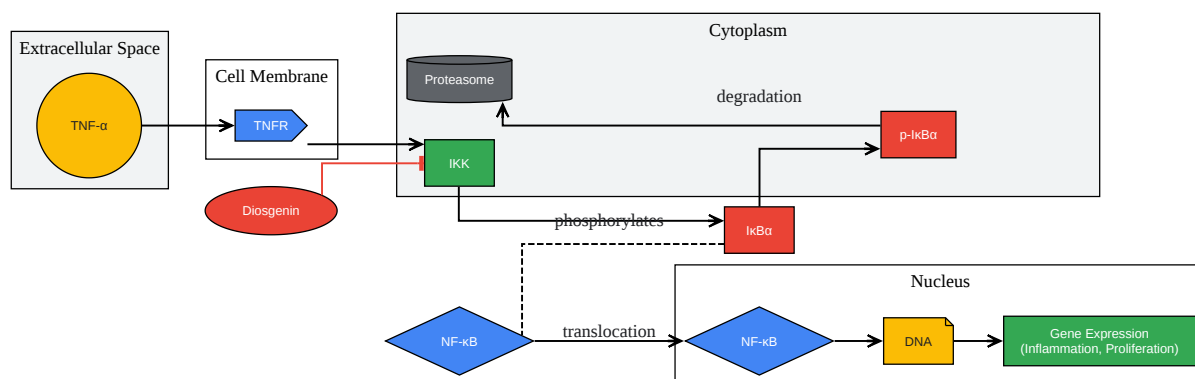 Extracellular Space
TNF-α
Cell Membrane
TNFR
Diosgenin
Cytoplasm
Proteasome
degradation
p-IκBα
IKK
phosphorylates
IκBα
NF-κB
translocation
Nucleus
NF-κB
DNA
Gene Expression
(Inflammation, Proliferation)